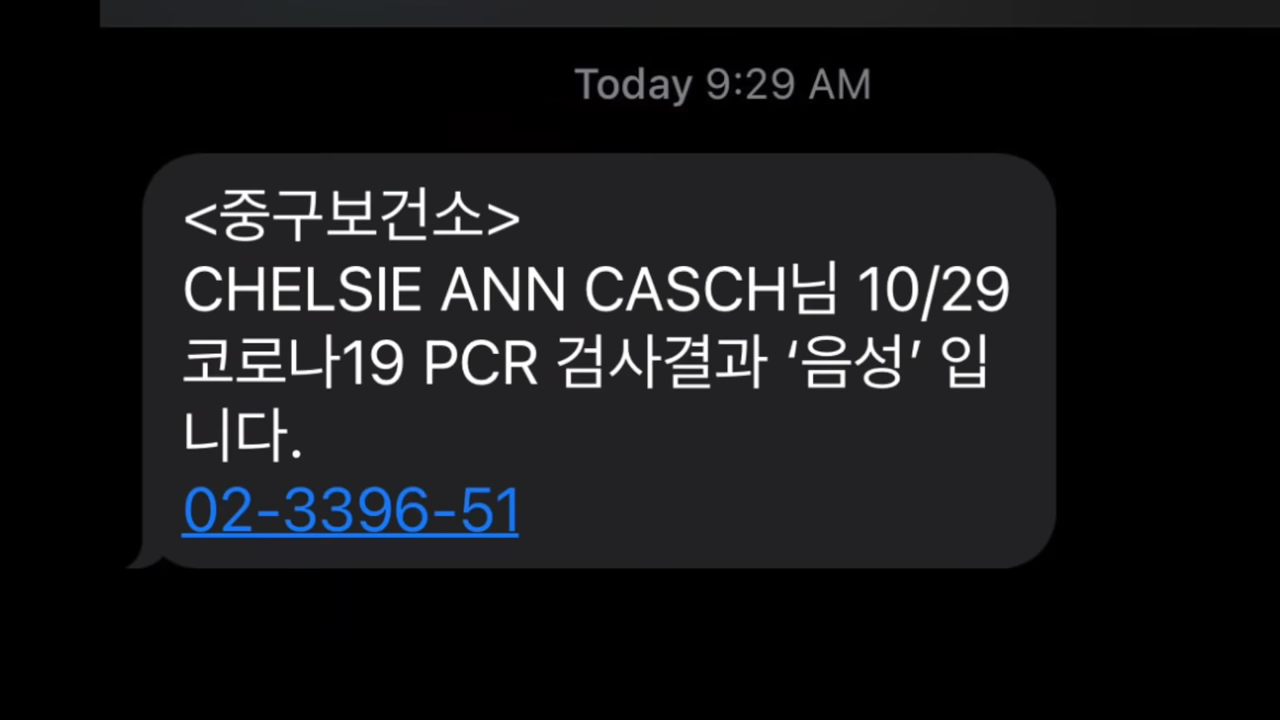 Today 9:29 AM
<중구보건소>
CHELSIE ANN CASCH님 10/29
코로나19 PCR 검사결과 ‘음성’ 입
니다.
02-3396-51